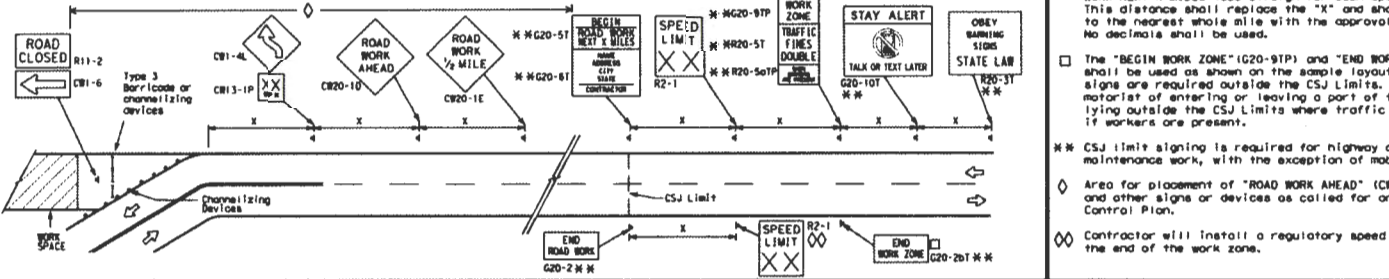 ROAD
CLOSED
R11-2
CW1-6
Type 3
Barricade or
channelizing
devices
CW1-4L
CW13-1P
XX
MPH
ROAD
WORK
AHEAD
CW20-1D
ROAD
WORK
1/2 MILE
CW20-1E
* *G20-5T
* *G20-6T
BEGIN
ROAD WORK
NEXT X MILES
NAME
ADDRESS
CITY
STATE
CONTRACTOR
SPEED
LIMIT
X X
R2-1
* *G20-9TP
* *R20-5T
* *R20-5aTP
WORK
ZONE
TRAFFIC
FINES
DOUBLE
STAY ALERT
TALK OR TEXT LATER
G20-10T
* *
OBEY
WARNING
SIGNS
STATE LAW
R20-3T
* *
X
X
X
X
X
X
Channelizing
Devices
WORK
SPACE
CSJ Limit
X
END
ROAD WORK
G20-2 * *
SPEED
LIMIT
X X
R2-1
END
WORK ZONE
G20-2bT * *
This distance shall replace the "X" and sho
to the nearest whole mile with the approval
No decimals shall be used.
The "BEGIN WORK ZONE"(G20-9TP) and "END WOR
shall be used as shown on the sample layout
signs are required outside the CSJ Limits.
motorist of entering or leaving a part of t
lying outside the CSJ Limits where traffic
if workers are present.
* * CSJ limit signing is required for highway c
maintenance work, with the exception of mob
Area for placement of "ROAD WORK AHEAD" (CW
and other signs or devices as called for on
Control Plan.
Contractor will install a regulatory speed
the end of the work zone.